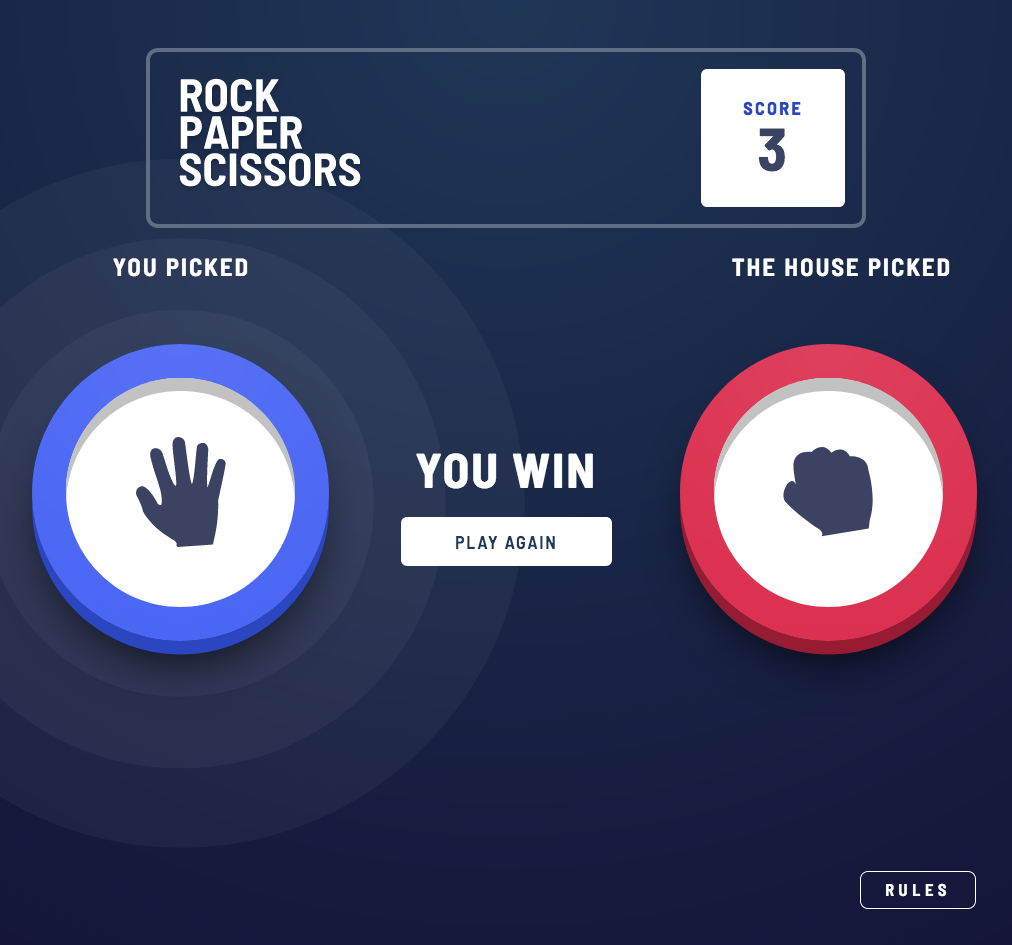 ROCK
PAPER
SCISSORS
SCORE
3
YOU PICKED
THE HOUSE PICKED
YOU WIN
PLAY AGAIN
RULES